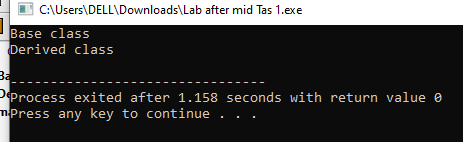 C:\Users\DELL\Downloads\Lab after mid Tas 1.exe
Base class
Derived class
--------------------------------
Process exited after 1.158 seconds with return value 0
Press any key to continue . . .